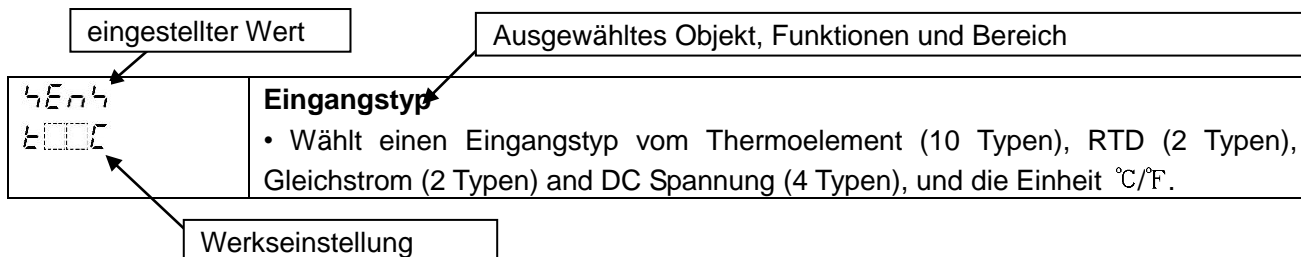 eingestellter Wert
Ausgewähltes Objekt, Funktionen und Bereich
SEnS
Eingangstyp
t C
• Wählt einen Eingangstyp vom Thermoelement (10 Typen), RTD (2 Typen),
Gleichstrom (2 Typen) and DC Spannung (4 Typen), und die Einheit ℃/℉.
Werkseinstellung